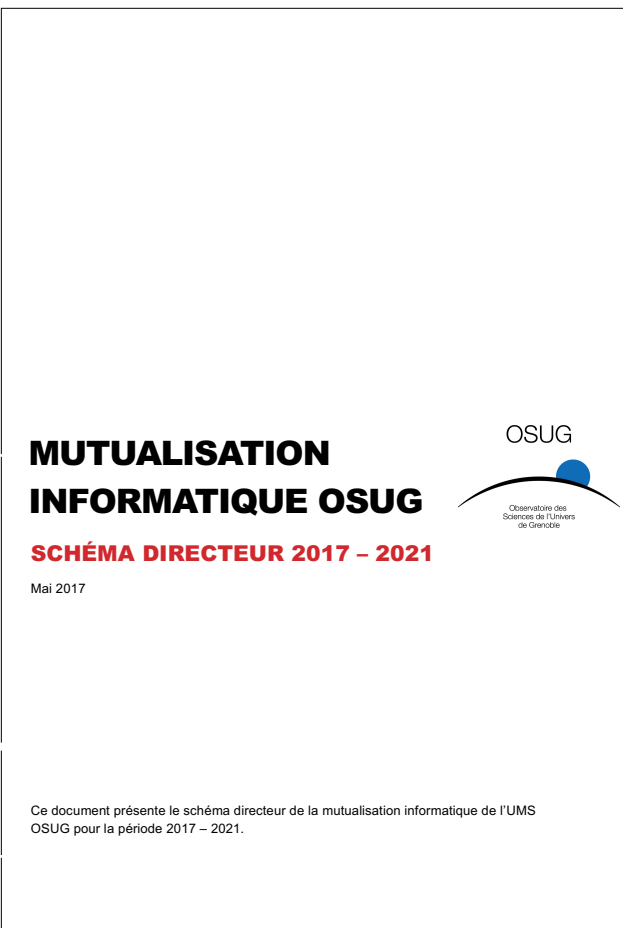 MUTUALISATION
INFORMATIQUE OSUG
SCHÉMA DIRECTEUR 2017 – 2021
Mai 2017
OSUG
Observatoire des
Sciences de l'Univers
de Grenoble
Ce document présente le schéma directeur de la mutualisation informatique de l'UMS
OSUG pour la période 2017 – 2021.